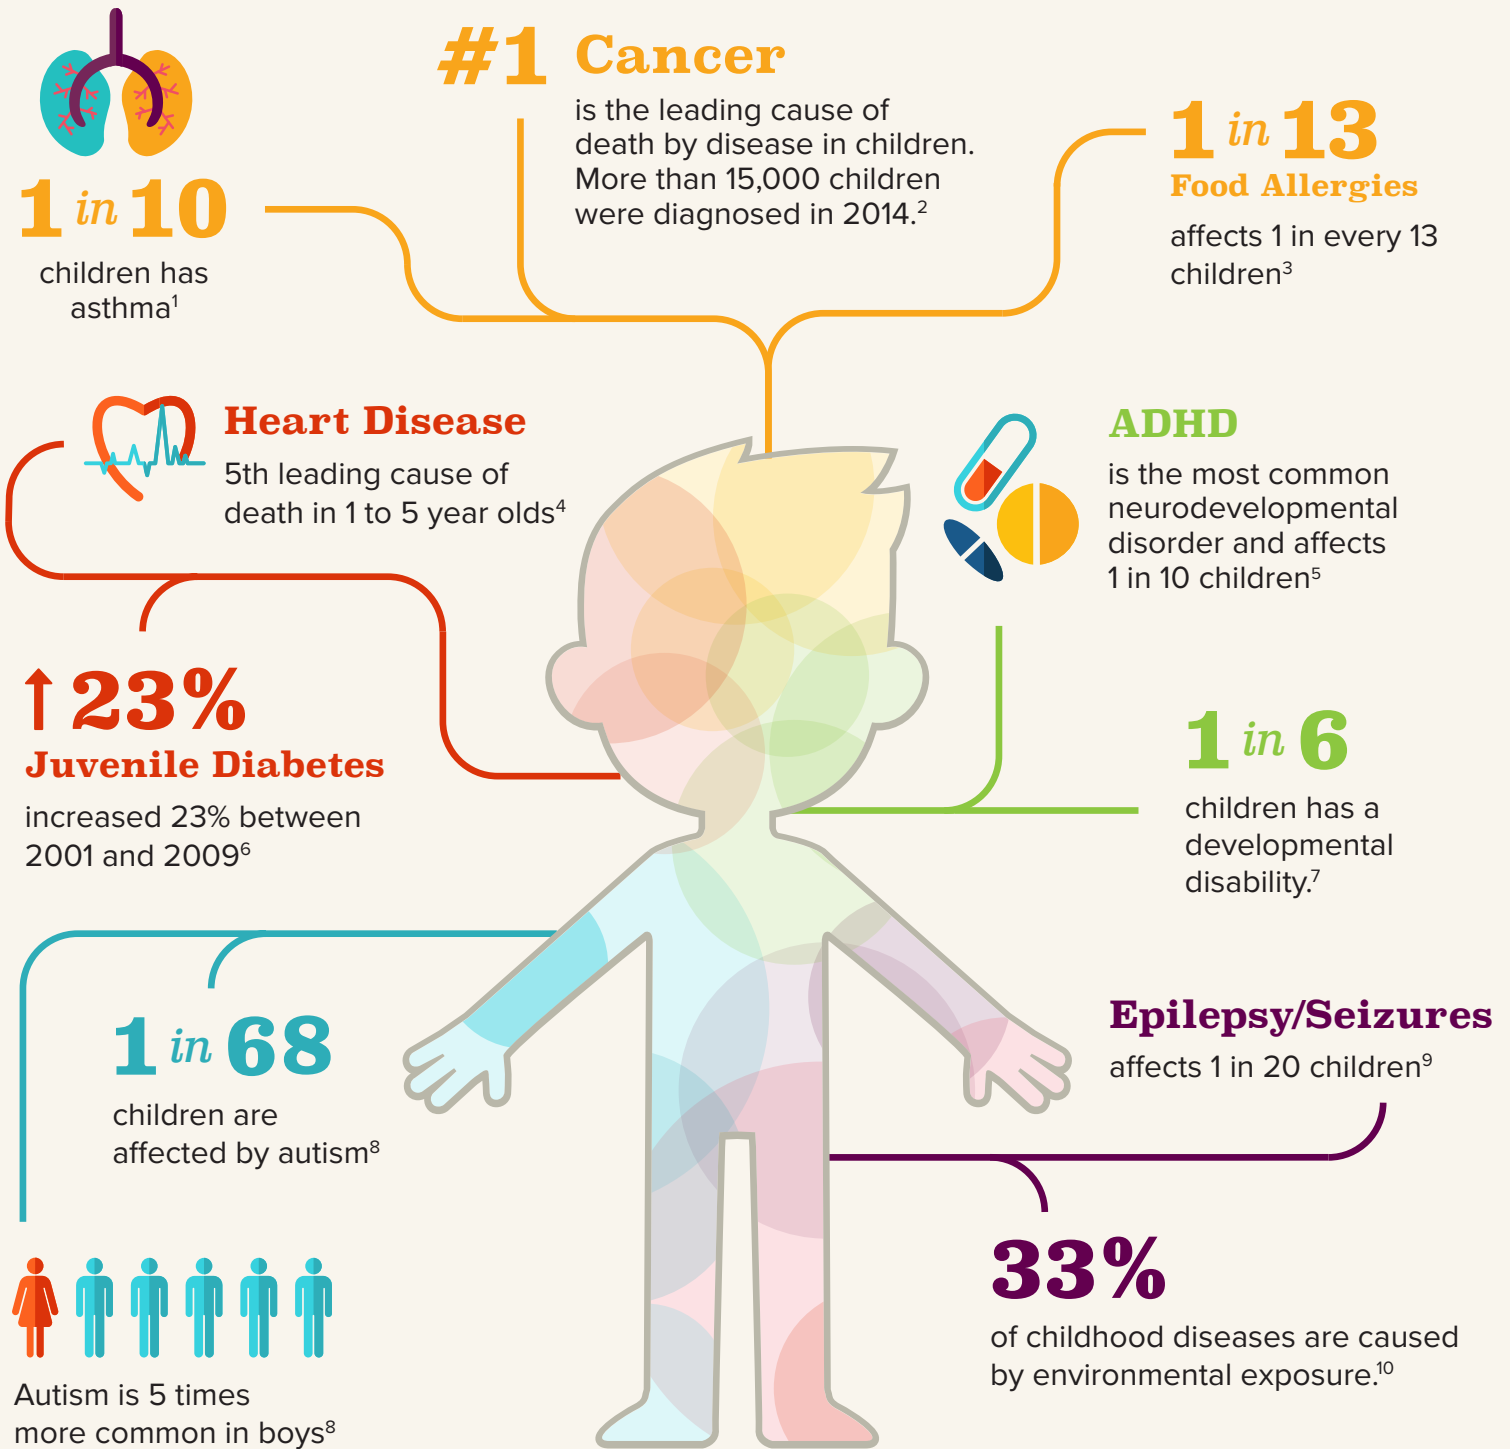 1 in 10
children has
asthma¹
#1 Cancer
is the leading cause of
death by disease in children.
More than 15,000 children
were diagnosed in 2014.²
1 in 13
Food Allergies
affects 1 in every 13
children³
Heart Disease
5th leading cause of
death in 1 to 5 year olds⁴
ADHD
is the most common
neurodevelopmental
disorder and affects
1 in 10 children⁵
↑ 23%
Juvenile Diabetes
increased 23% between
2001 and 2009⁶
1 in 6
children has a
developmental
disability.⁷
1 in 68
children are
affected by autism⁸
Autism is 5 times
more common in boys⁸
Epilepsy/Seizures
affects 1 in 20 children⁹
33%
of childhood diseases are caused
by environmental exposure.¹⁰